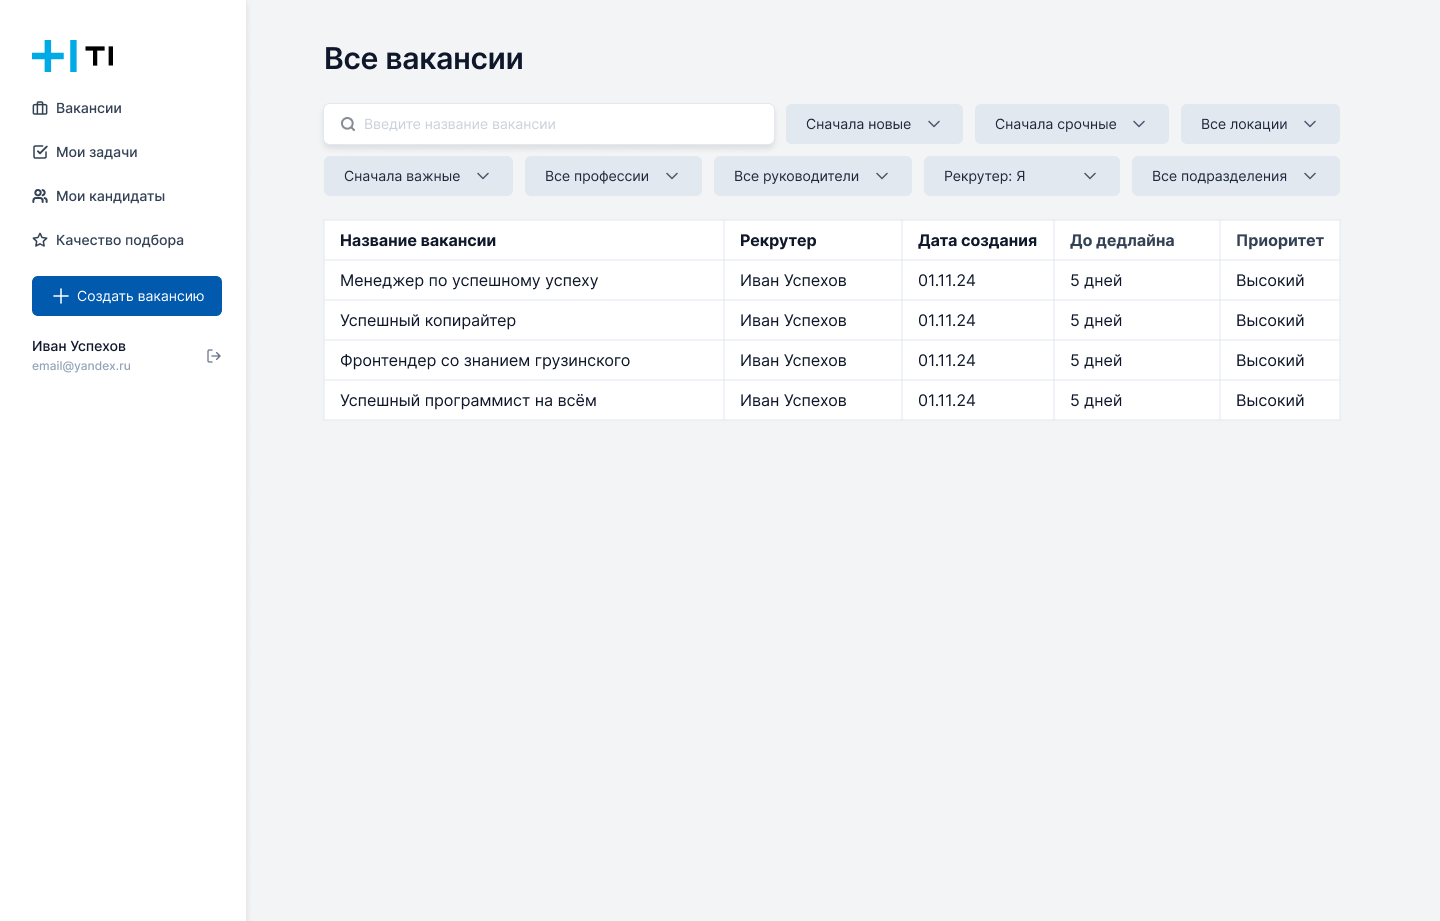 TI
Вакансии
Мои задачи
Мои кандидаты
Качество подбора
Создать вакансию
Иван Успехов
email@yandex.ru
Все вакансии
Введите название вакансии
Сначала новые
Сначала срочные
Все локации
Сначала важные
Все профессии
Все руководители
Рекрутер: Я
Все подразделения
Название вакансии Рекрутер Дата создания До дедлайна Приоритет
Менеджер по успешному успеху Иван Успехов 01.11.24 5 дней Высокий
Успешный копирайтер Иван Успехов 01.11.24 5 дней Высокий
Фронтендер со знанием грузинского Иван Успехов 01.11.24 5 дней Высокий
Успешный программист на всём Иван Успехов 01.11.24 5 дней Высокий